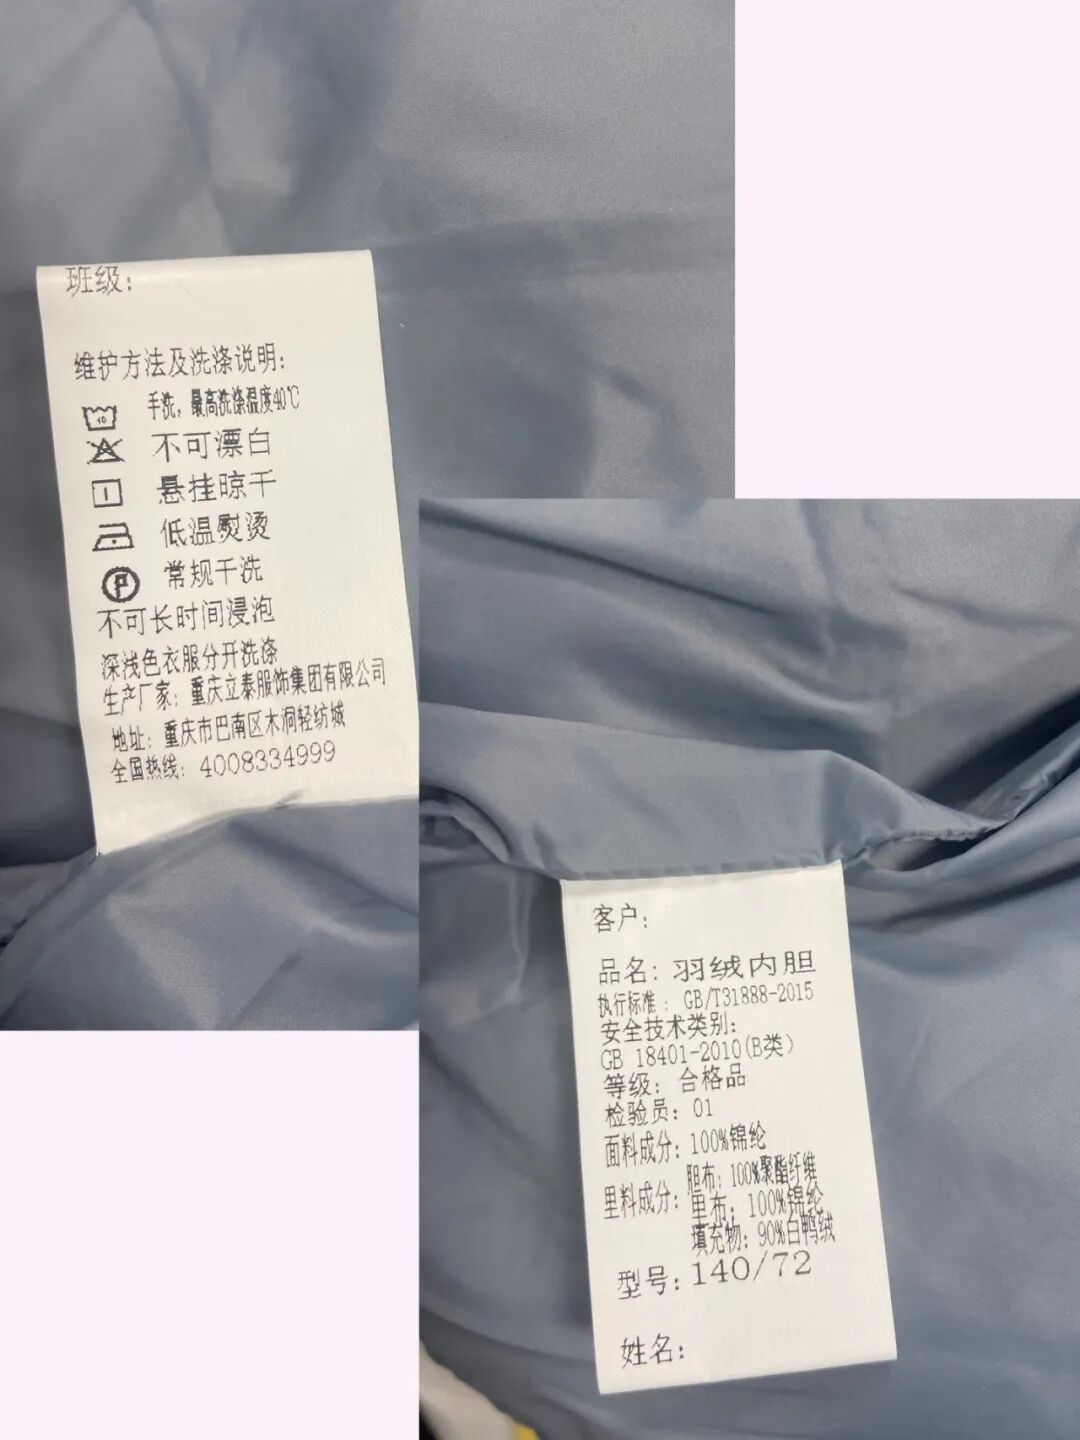 班级：
维护方法及洗涤说明：
40
手洗，最高洗涤温度40℃
不可漂白
悬挂晾干
低温熨烫
P
常规干洗
不可长时间浸泡
深浅色衣服分开洗涤
生产厂家：重庆立泰服饰集团有限公司
地址：重庆市巴南区木洞轻纺城
全国热线：4008334999
客户：
品名：羽绒内胆
执行标准：GB/T31888-2015
安全技术类别：
GB 18401-2010(B类)
等级：合格品
检验员：01
面料成分：100%锦纶
胆布：100%聚酯纤维
里料成分：里布：100%锦纶
填充物：90%白鸭绒
型号：140/72
姓名：